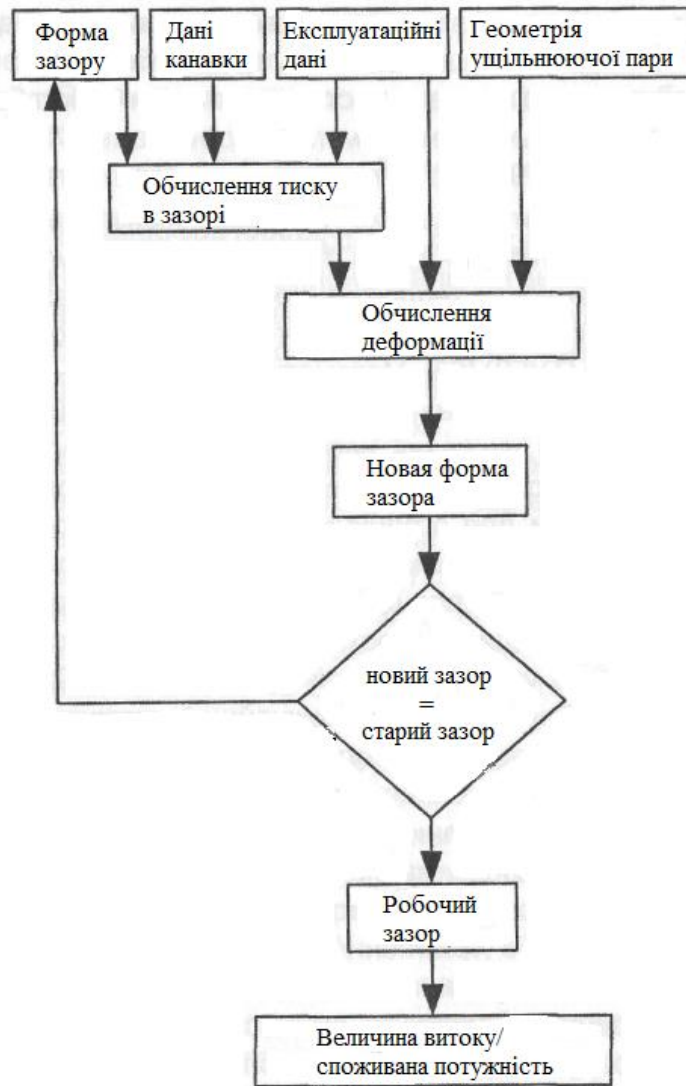 Форма
зазору
Дані
канавки
Експлуатаційні
дані
Геометрія
ущільнюючої пари
Обчислення тиску
в зазорі
Обчислення
деформації
Новая форма
зазора
новий зазор
=
старий зазор
Робочий
зазор
Величина витоку/
споживана потужність